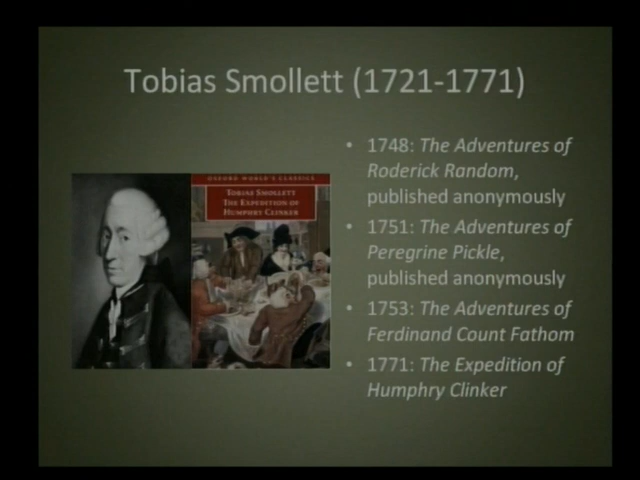 Tobias Smollett (1721-1771)
OXFORD WORLD'S CLASSICS
TOBIAS SMOLLETT
THE EXPEDITION OF
HUMPHRY CLINKER
• 1748: The Adventures of
Roderick Random,
published anonymously
• 1751: The Adventures of
Peregrine Pickle,
published anonymously
• 1753: The Adventures of
Ferdinand Count Fathom
• 1771: The Expedition of
Humphry Clinker